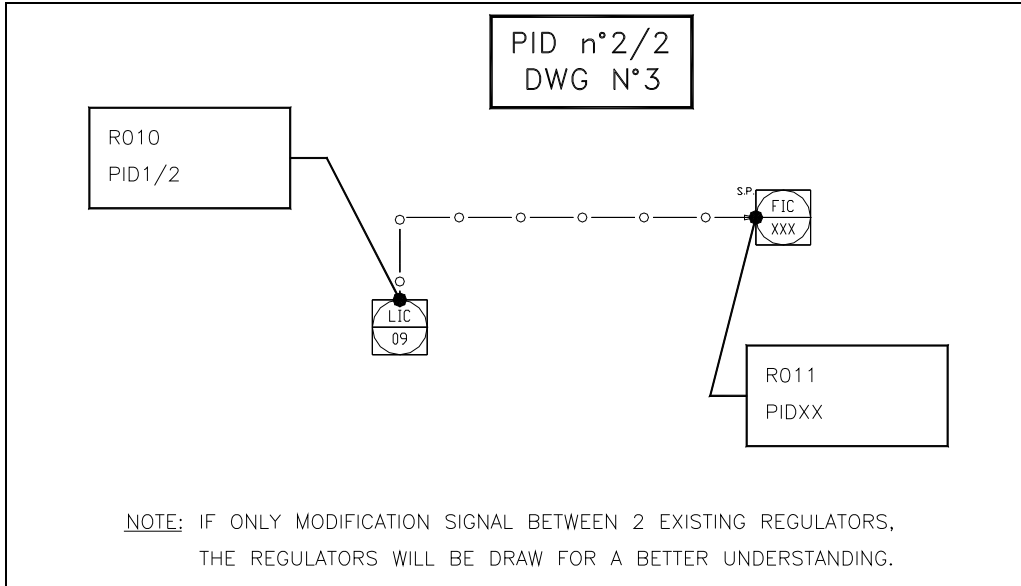 PID n°2/2
DWG N°3
R010
PID1/2
S.P.
FIC
XXX
LIC
09
R011
PIDXX
NOTE: IF ONLY MODIFICATION SIGNAL BETWEEN 2 EXISTING REGULATORS,
THE REGULATORS WILL BE DRAW FOR A BETTER UNDERSTANDING.